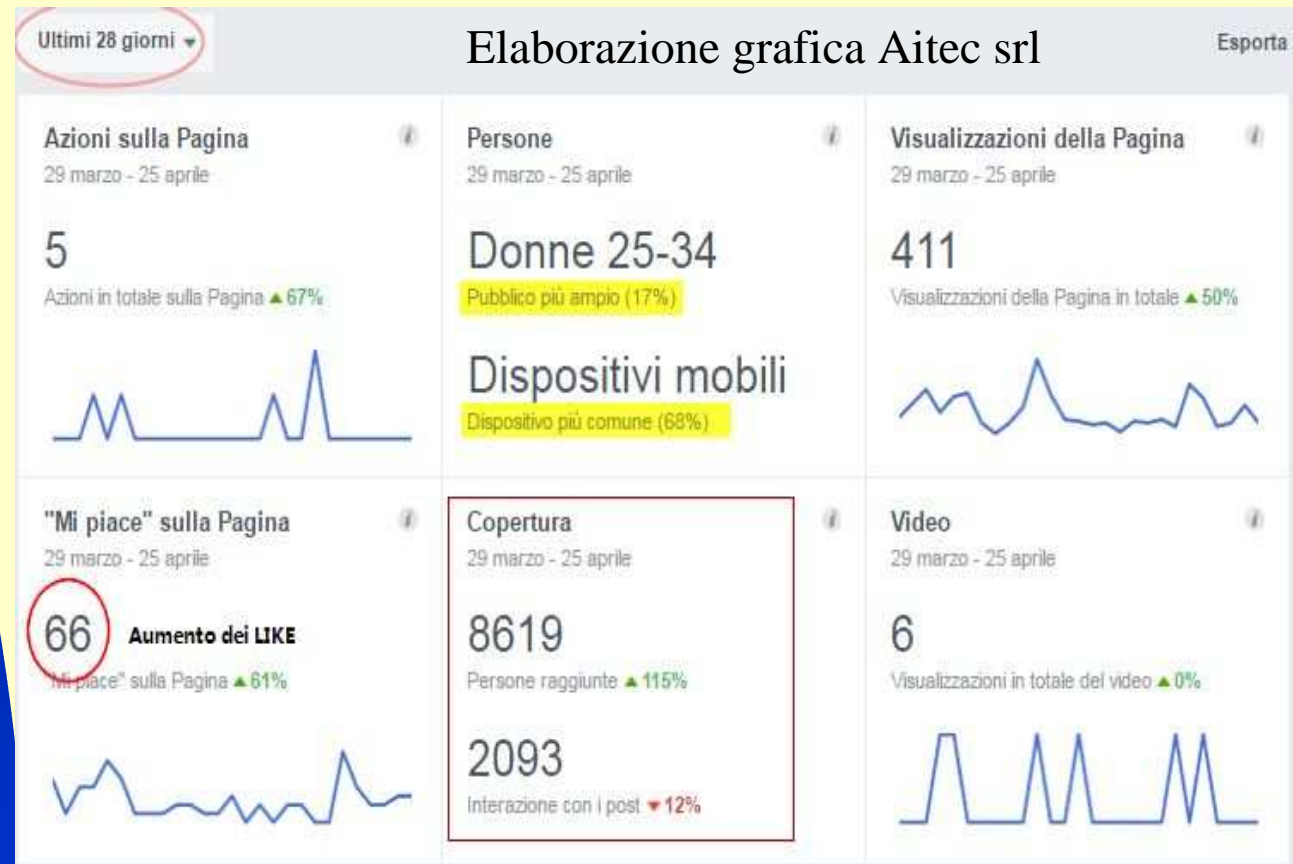 Ultimi 28 giorni
Elaborazione grafica Aitec srl
Esporta
Azioni sulla Pagina
29 marzo - 25 aprile
5
Azioni in totale sulla Pagina ▲ 67%
Persone
29 marzo - 25 aprile
Donne 25-34
Pubblico più ampio (17%)
Dispositivi mobili
Dispositivo più comune (68%)
Visualizzazioni della Pagina
29 marzo - 25 aprile
411
Visualizzazioni della Pagina in totale ▲ 50%
"Mi piace" sulla Pagina
29 marzo - 25 aprile
66 Aumento dei LIKE
"Mi piace" sulla Pagina ▲ 61%
Copertura
29 marzo - 25 aprile
8619
Persone raggiunte ▲ 115%
2093
Interazione con i post ▼ 12%
Video
29 marzo - 25 aprile
6
Visualizzazioni in totale del video ▲ 0%